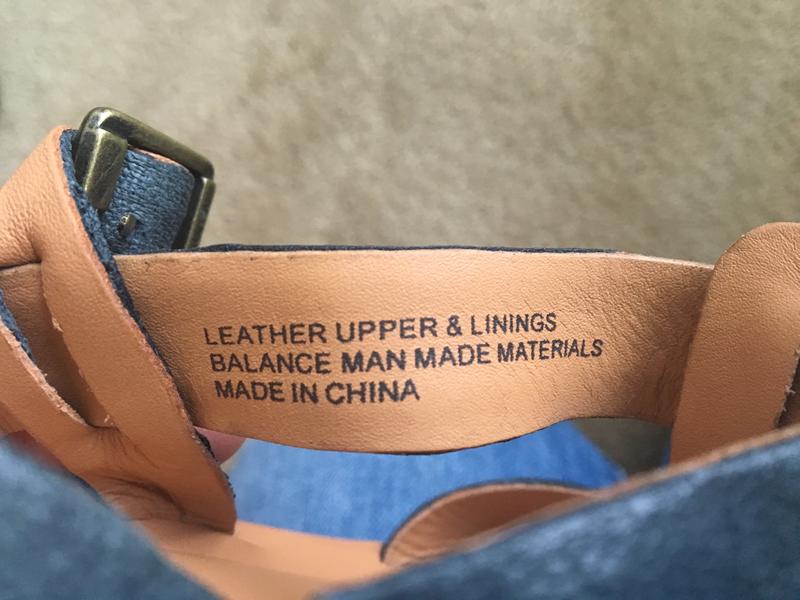 LEATHER UPPER & LININGS
BALANCE MAN MADE MATERIALS
MADE IN CHINA